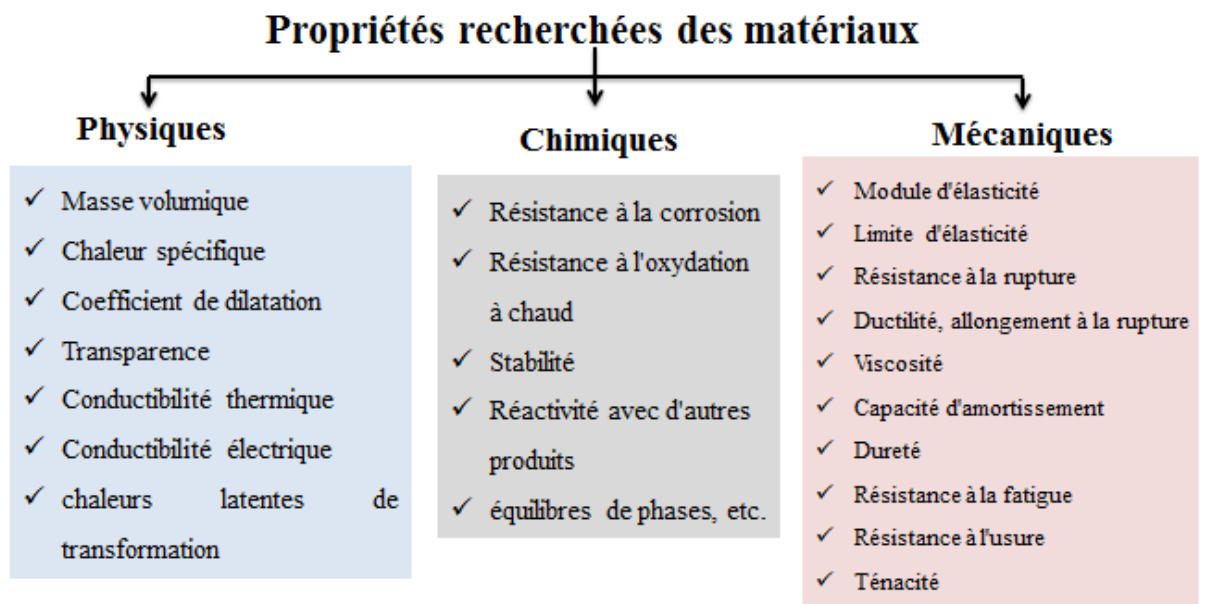 Propriétés recherchées des matériaux
Physiques
✓ Masse volumique
✓ Chaleur spécifique
✓ Coefficient de dilatation
✓ Transparence
✓ Conductibilité thermique
✓ Conductibilité électrique
✓ chaleurs latentes de
transformation
Chimiques
✓ Résistance à la corrosion
✓ Résistance à l'oxydation
à chaud
✓ Stabilité
✓ Réactivité avec d'autres
produits
✓ équilibres de phases, etc.
Mécaniques
✓ Module d'élasticité
✓ Limite d'élasticité
✓ Résistance à la rupture
✓ Ductilité, allongement à la rupture
✓ Viscosité
✓ Capacité d'amortissement
✓ Dureté
✓ Résistance à la fatigue
✓ Résistance à l'usure
✓ Ténacité